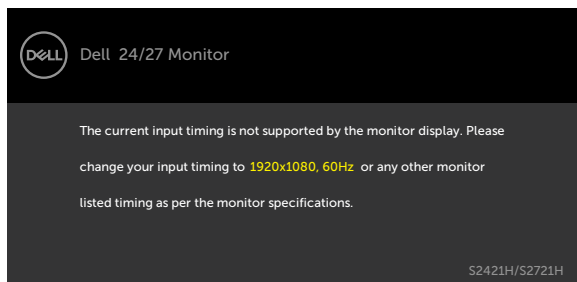 DELL
Dell 24/27 Monitor
The current input timing is not supported by the monitor display. Please
change your input timing to 1920x1080, 60Hz or any other monitor
listed timing as per the monitor specifications.
S2421H/S2721H